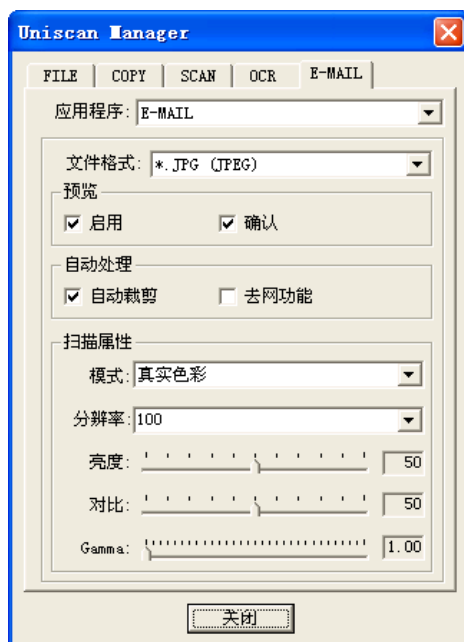 Uniscan Manager
FILE COPY SCAN OCR E-MAIL
应用程序: E-MAIL
文件格式: *.JPG (JPEG)
预览
启用 确认
自动处理
自动裁剪 去网功能
扫描属性
模式: 真实色彩
分辨率: 100
亮度: 50
对比: 50
Gamma: 1.00
关闭